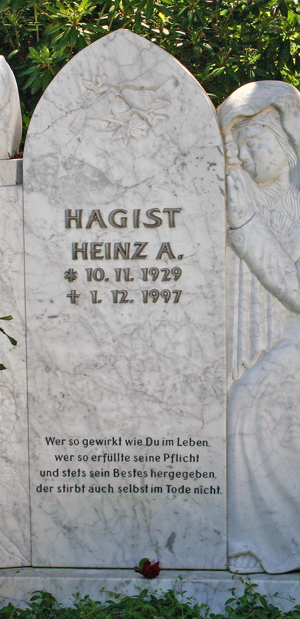 HAGIST
HEINZ A.
* 10. 11. 1929
† 1. 12. 1997
Wer so gewirkt wie Du im Leben,
wer so erfüllte seine Pflicht
und stets sein Bestes hergegeben,
der stirbt auch selbst im Tode nicht.